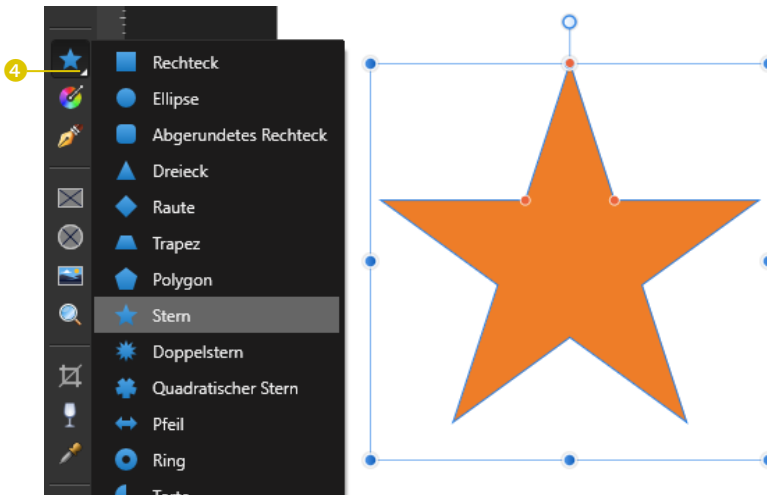 4
Rechteck
Ellipse
Abgerundetes Rechteck
Dreieck
Raute
Trapez
Polygon
Stern
Doppelstern
Quadratischer Stern
Pfeil
Ring